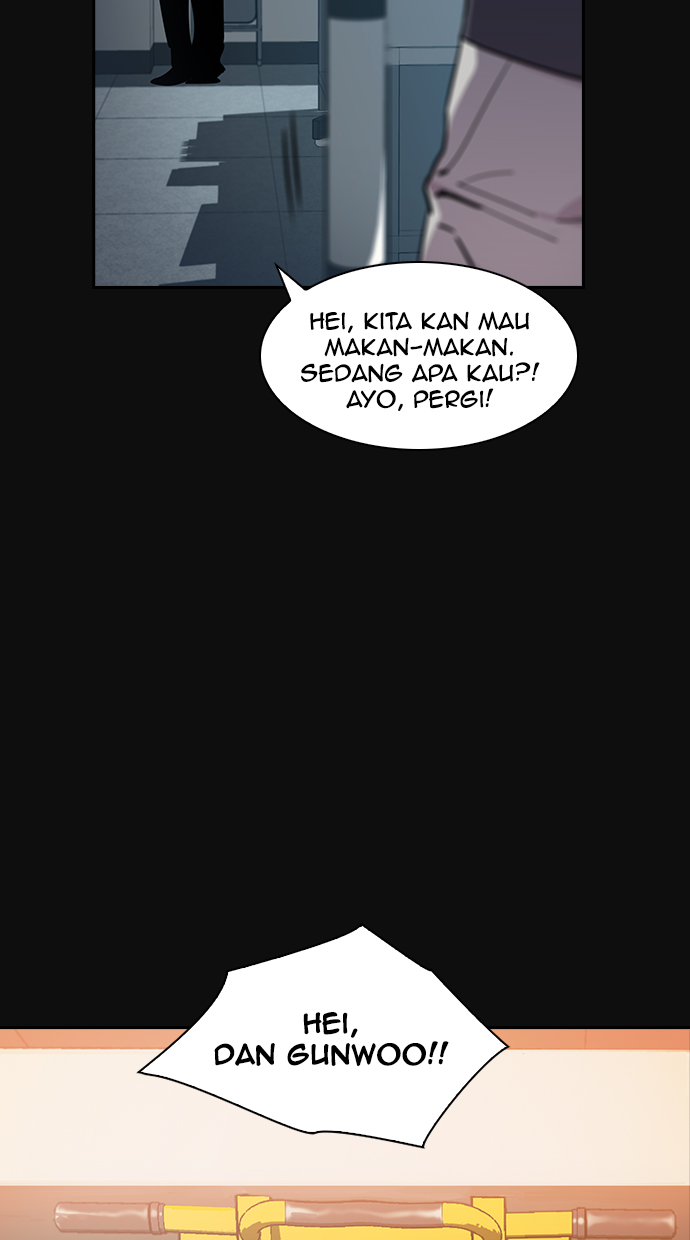 HEI, KITA KAN MAU
MAKAN-MAKAN.
SEDANG APA KAU?!
AYO, PERGI!
HEI,
DAN GUNWOO!!